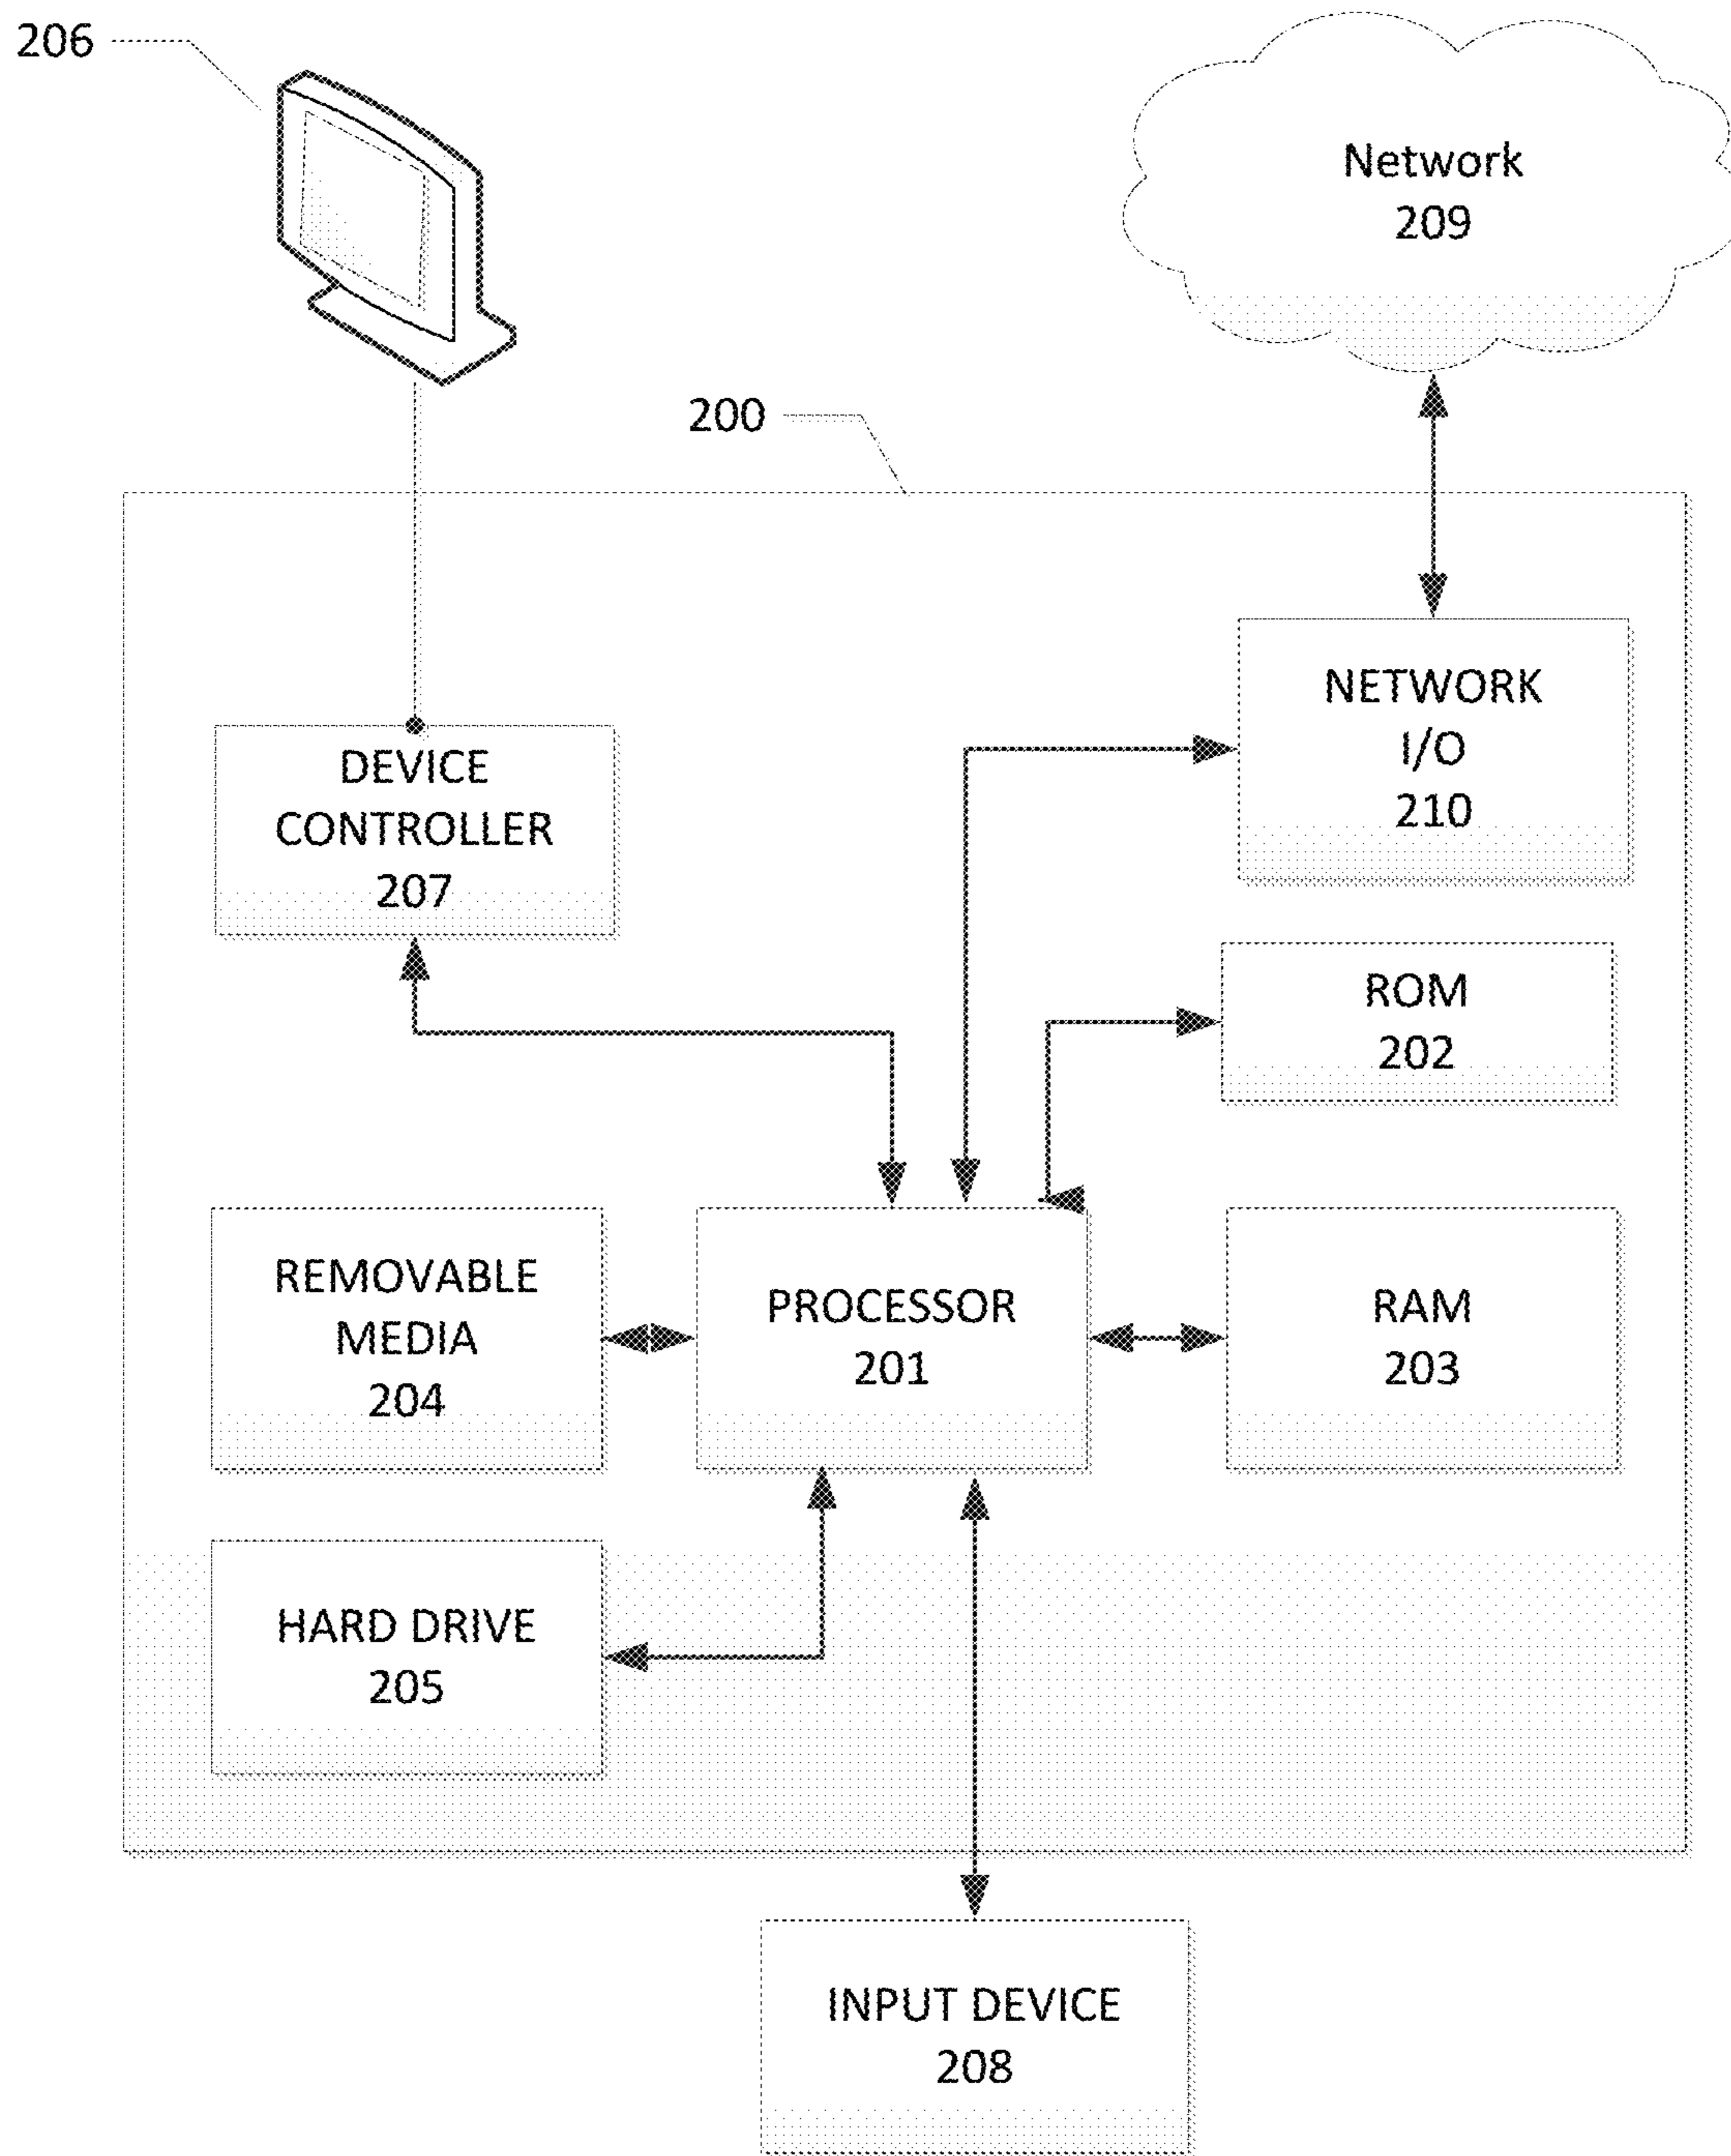 206
Network
209
200
NETWORK
I/O
210
DEVICE
CONTROLLER
207
ROM
202
REMOVABLE
MEDIA
204
PROCESSOR
201
RAM
203
HARD DRIVE
205
INPUT DEVICE
208